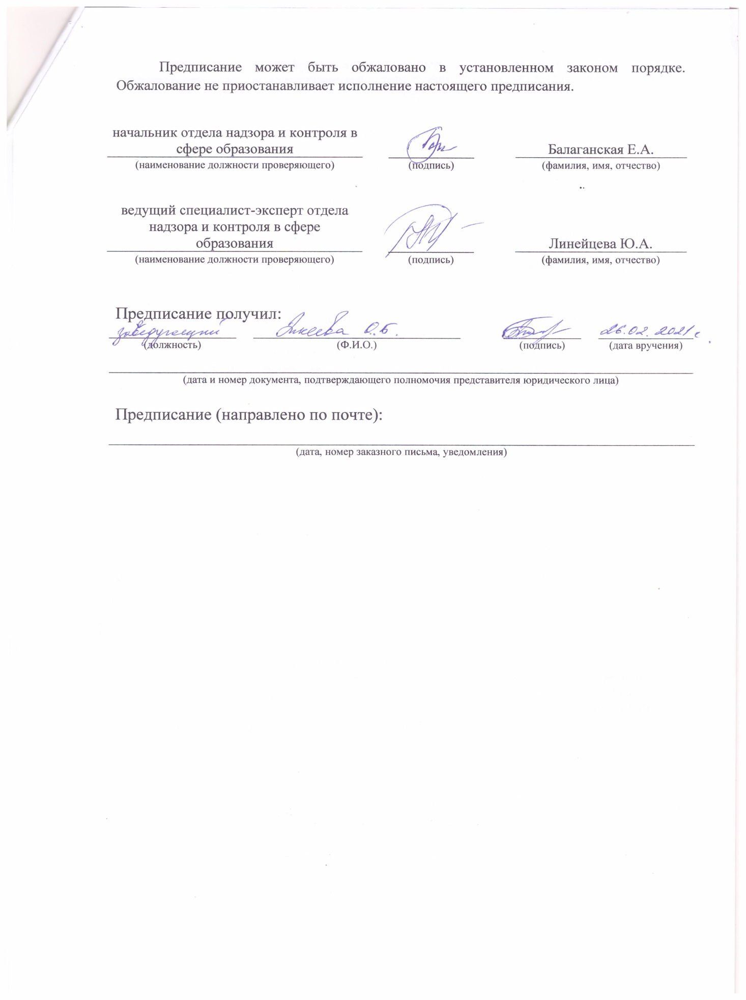 Предписание может быть обжаловано в установленном законом порядке.
Обжалование не приостанавливает исполнение настоящего предписания.
начальник отдела надзора и контроля в
сфере образования
Балаганская Е.А.
(наименование должности проверяющего) (подпись) (фамилия, имя, отчество)
ведущий специалист-эксперт отдела
надзора и контроля в сфере
образования
Линейцева Ю.А.
(наименование должности проверяющего) (подпись) (фамилия, имя, отчество)
Предписание получил:
заведующий О.Б. 26.02.2021г
(должность) (Ф.И.О.) (подпись) (дата вручения)
(дата и номер документа, подтверждающего полномочия представителя юридического лица)
Предписание (направлено по почте):
(дата, номер заказного письма, уведомления)